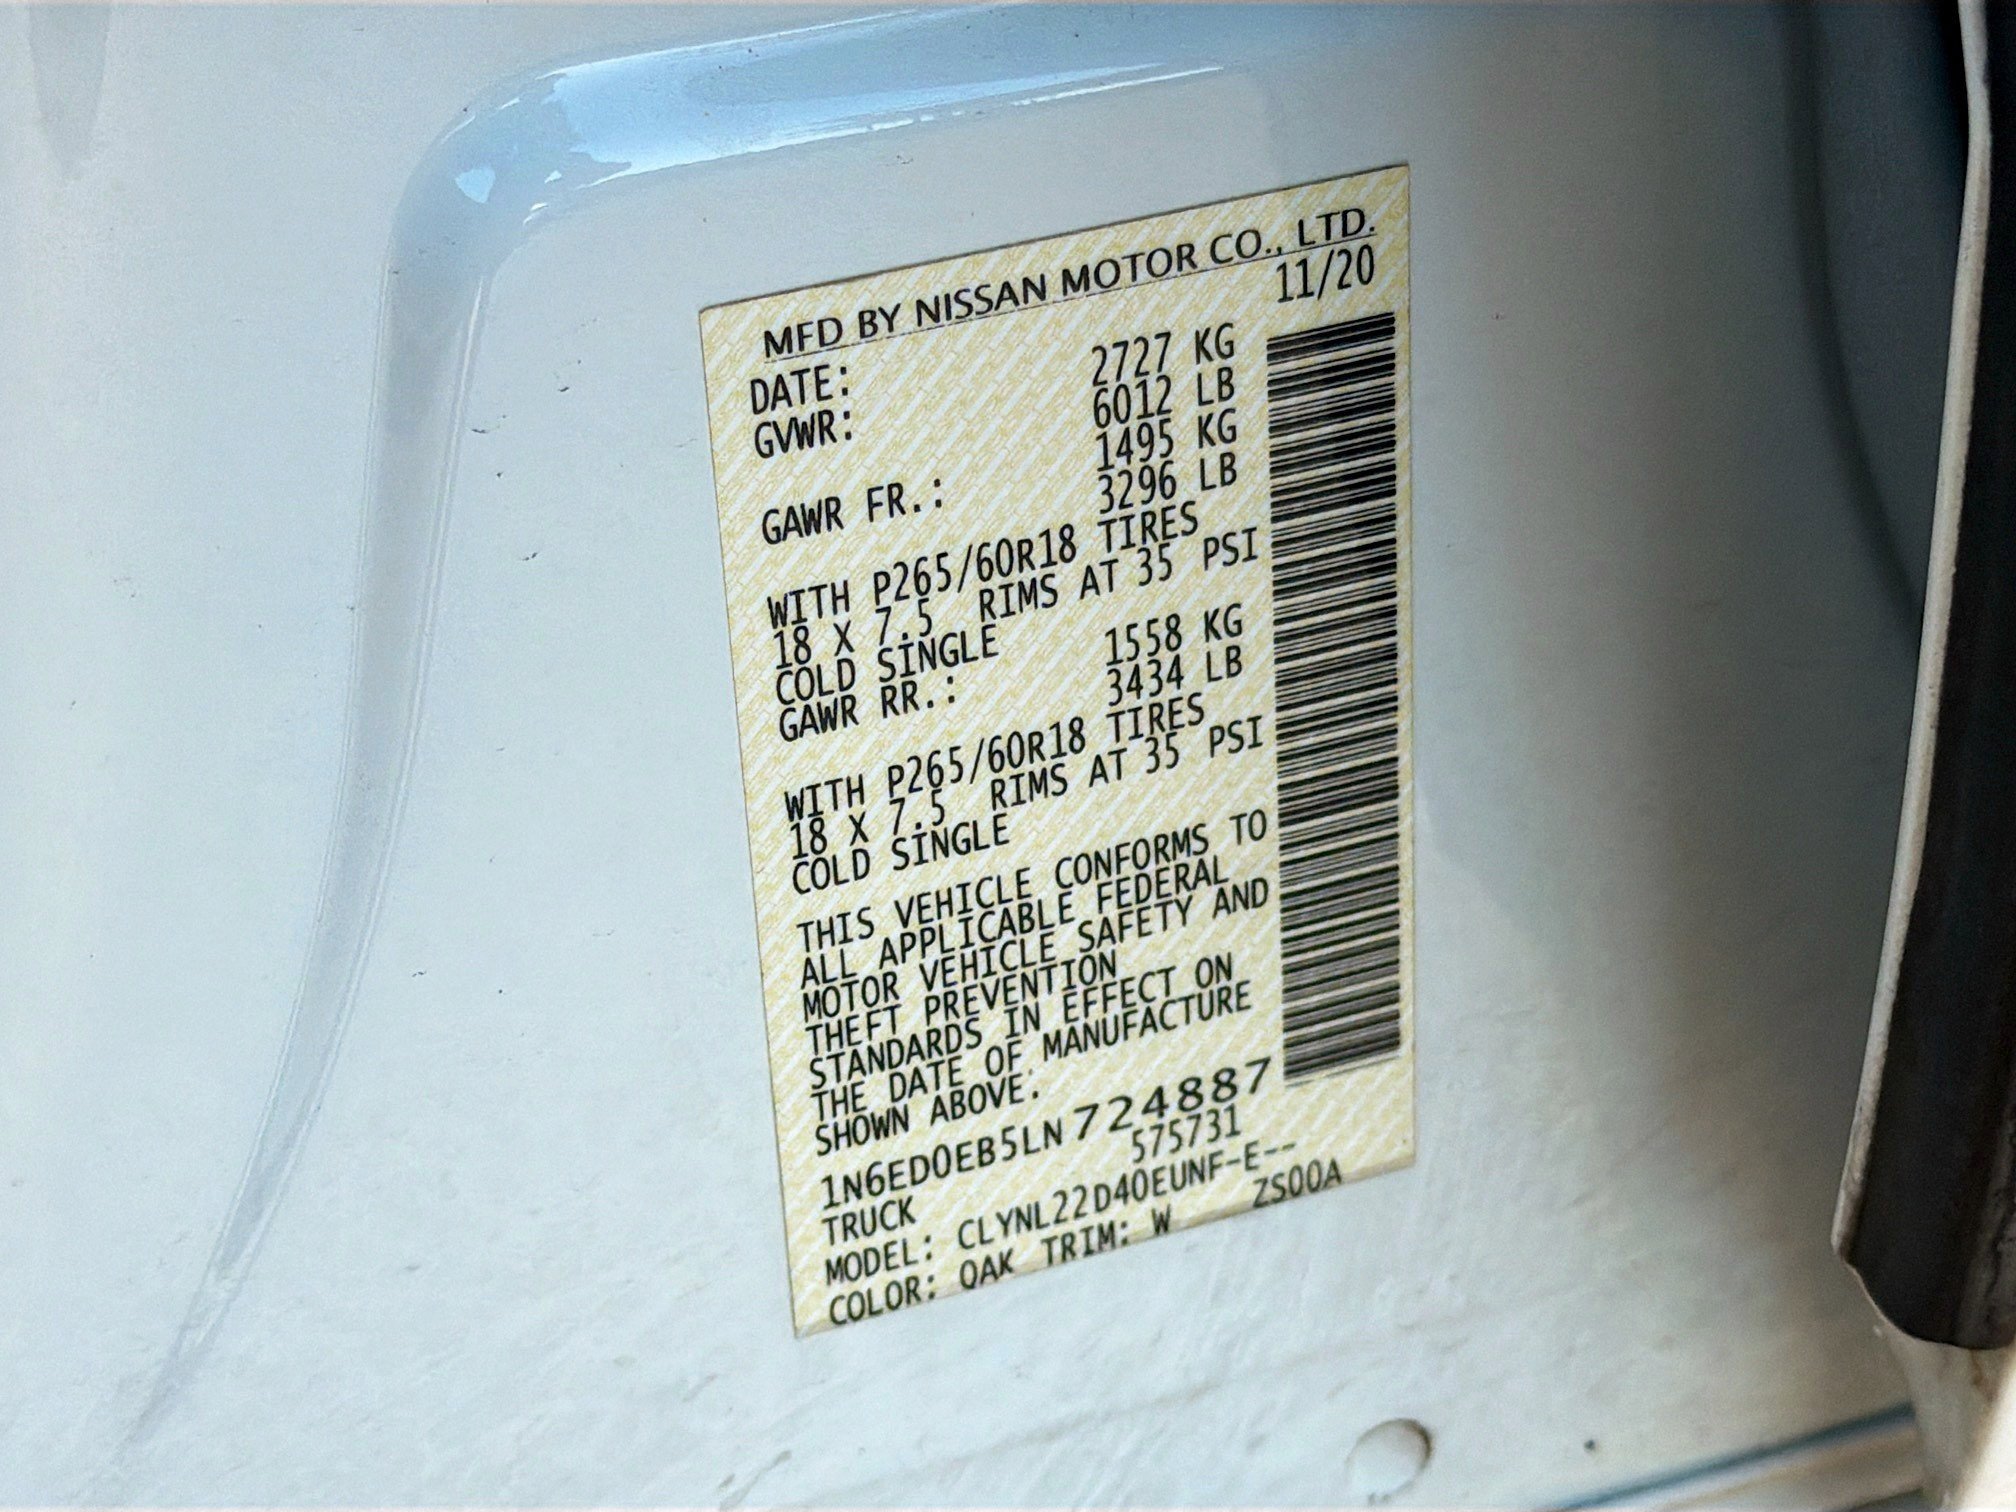 MFD BY NISSAN MOTOR CO., LTD.
DATE: 11/20
GVWR: 2727 KG
6012 LB
GAWR FR.: 1495 KG
3296 LB
WITH P265/60R18 TIRES
18 X 7.5 RIMS AT 35 PSI
COLD SINGLE
GAWR RR.: 1558 KG
3434 LB
WITH P265/60R18 TIRES
18 X 7.5 RIMS AT 35 PSI
COLD SINGLE
THIS VEHICLE CONFORMS TO
ALL APPLICABLE FEDERAL
MOTOR VEHICLE SAFETY AND
THEFT PREVENTION
STANDARDS IN EFFECT ON
THE DATE OF MANUFACTURE
SHOWN ABOVE.
1N6ED0EB5LN724887
TRUCK 575731
MODEL: CLYNL22D40EUNF-E--
COLOR: QAK TRIM: W ZS00A